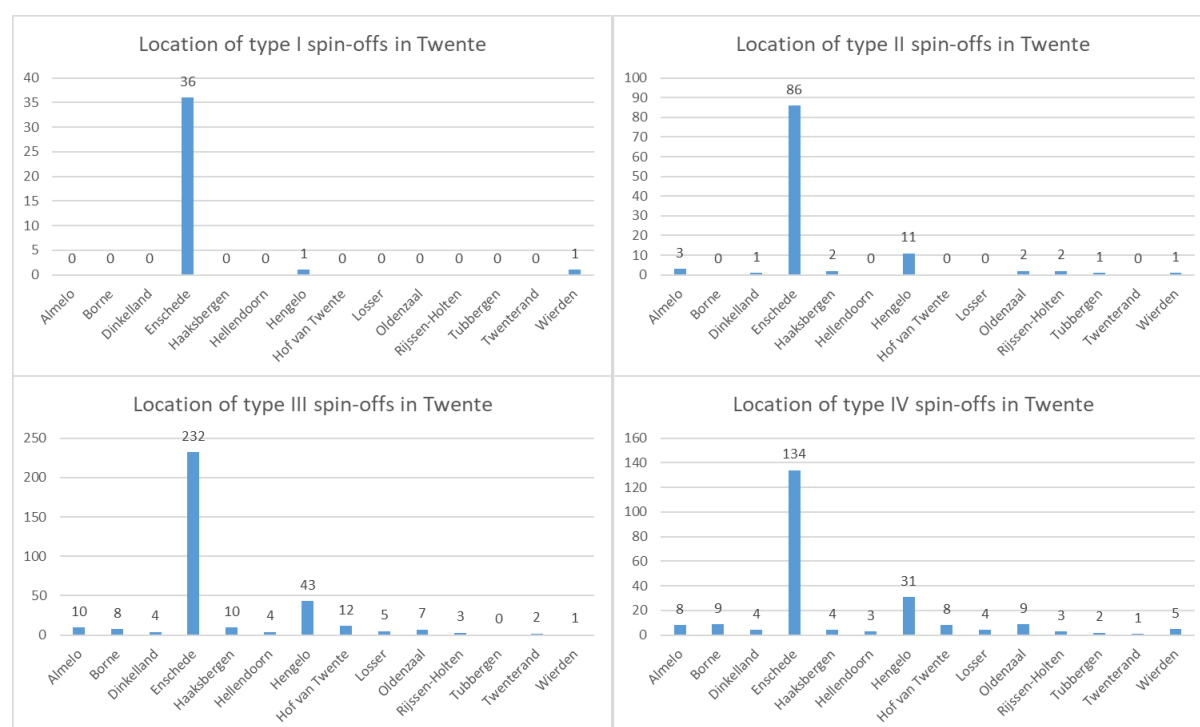 Location of type I spin-offs in Twente
40
35
30
25
20
15
10
5
0
0
0
0
36
0
0
1
0
0
0
0
0
0
1
Almelo
Borne
Dinkelland
Enschede
Haaksbergen
Hellendoorn
Hengelo
Hof van Twente
Losser
Oldenzaal
Rijssen-Holten
Tubbergen
Twenterand
Wierden
Location of type II spin-offs in Twente
100
90
80
70
60
50
40
30
20
10
0
3
0
1
86
2
0
11
0
0
2
2
1
0
1
Almelo
Borne
Dinkelland
Enschede
Haaksbergen
Hellendoorn
Hengelo
Hof van Twente
Losser
Oldenzaal
Rijssen-Holten
Tubbergen
Twenterand
Wierden
Location of type III spin-offs in Twente
250
200
150
100
50
0
10
8
4
232
10
4
43
12
5
7
3
0
2
1
Almelo
Borne
Dinkelland
Enschede
Haaksbergen
Hellendoorn
Hengelo
Hof van Twente
Losser
Oldenzaal
Rijssen-Holten
Tubbergen
Twenterand
Wierden
Location of type IV spin-offs in Twente
160
140
120
100
80
60
40
20
0
8
9
4
134
4
3
31
8
4
9
3
2
1
5
Almelo
Borne
Dinkelland
Enschede
Haaksbergen
Hellendoorn
Hengelo
Hof van Twente
Losser
Oldenzaal
Rijssen-Holten
Tubbergen
Twenterand
Wierden